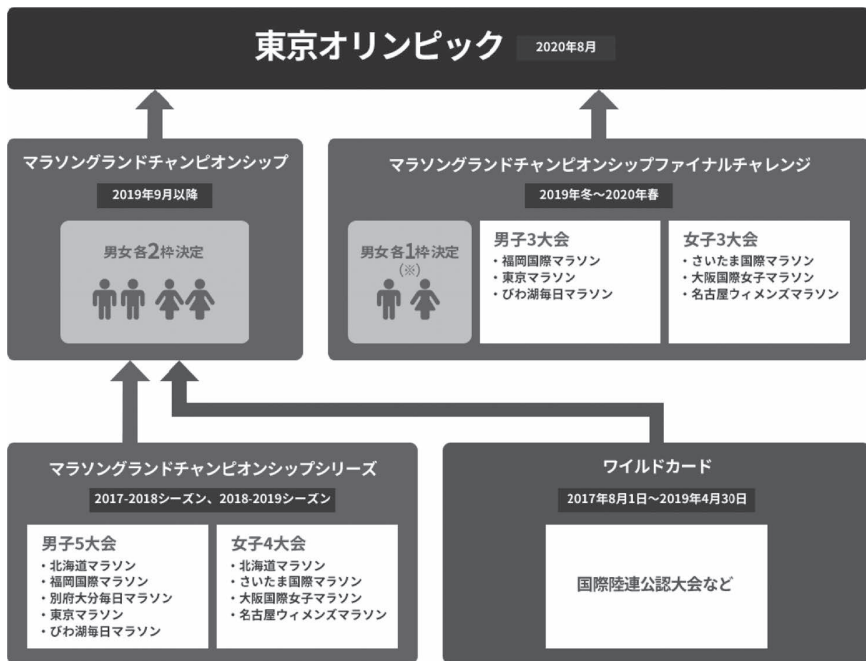 東京オリンピック 2020年8月
マラソングランドチャンピオンシップ
2019年9月以降
男女各2枠決定
マラソングランドチャンピオンシップファイナルチャレンジ
2019年冬～2020年春
男女各1枠決定
(※)
男子3大会
・福岡国際マラソン
・東京マラソン
・びわ湖毎日マラソン
女子3大会
・さいたま国際マラソン
・大阪国際女子マラソン
・名古屋ウィメンズマラソン
マラソングランドチャンピオンシップシリーズ
2017-2018シーズン、2018-2019シーズン
男子5大会
・北海道マラソン
・福岡国際マラソン
・別府大分毎日マラソン
・東京マラソン
・びわ湖毎日マラソン
女子4大会
・北海道マラソン
・さいたま国際マラソン
・大阪国際女子マラソン
・名古屋ウィメンズマラソン
ワイルドカード
2017年8月1日～2019年4月30日
国際陸連公認大会など